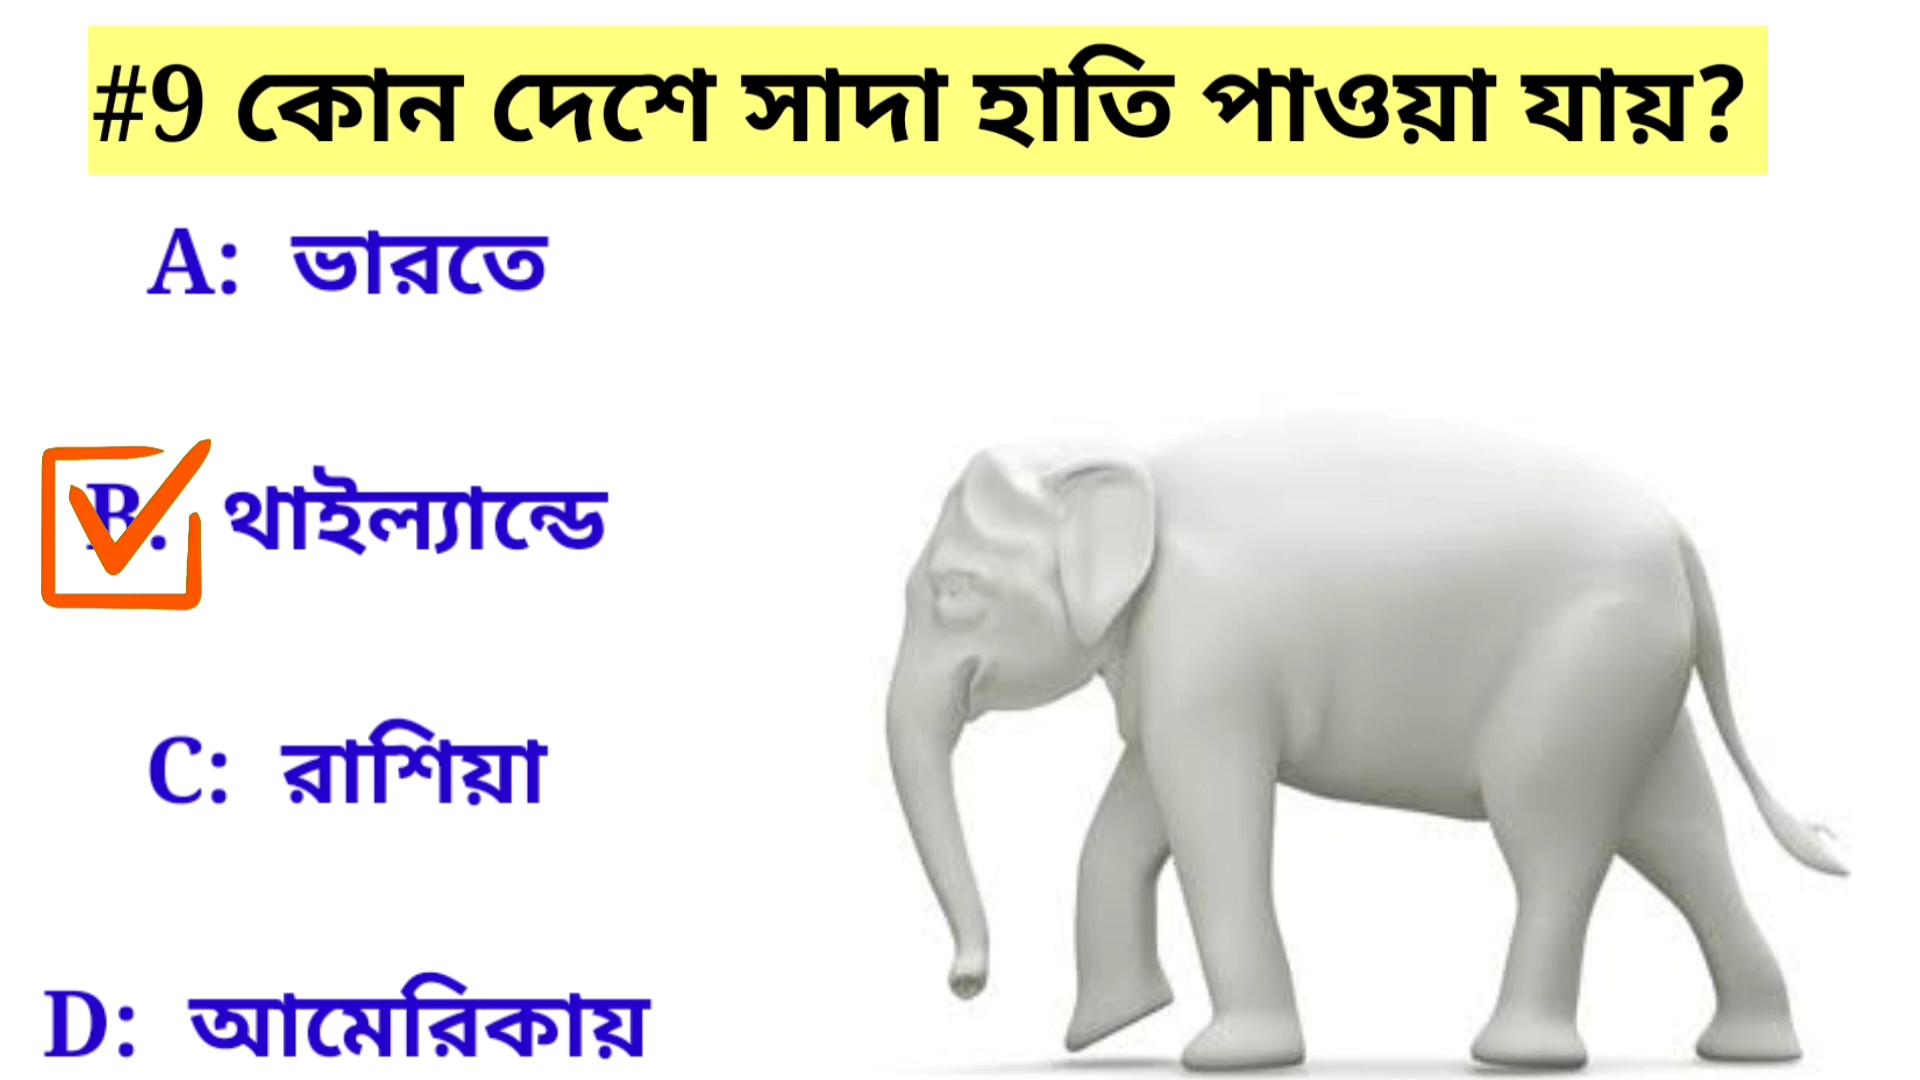 #9 কোন দেশে সাদা হাতি পাওয়া যায়?
A: ভারতে
B: থাইল্যান্ডে
C: রাশিয়া
D: আমেরিকায়